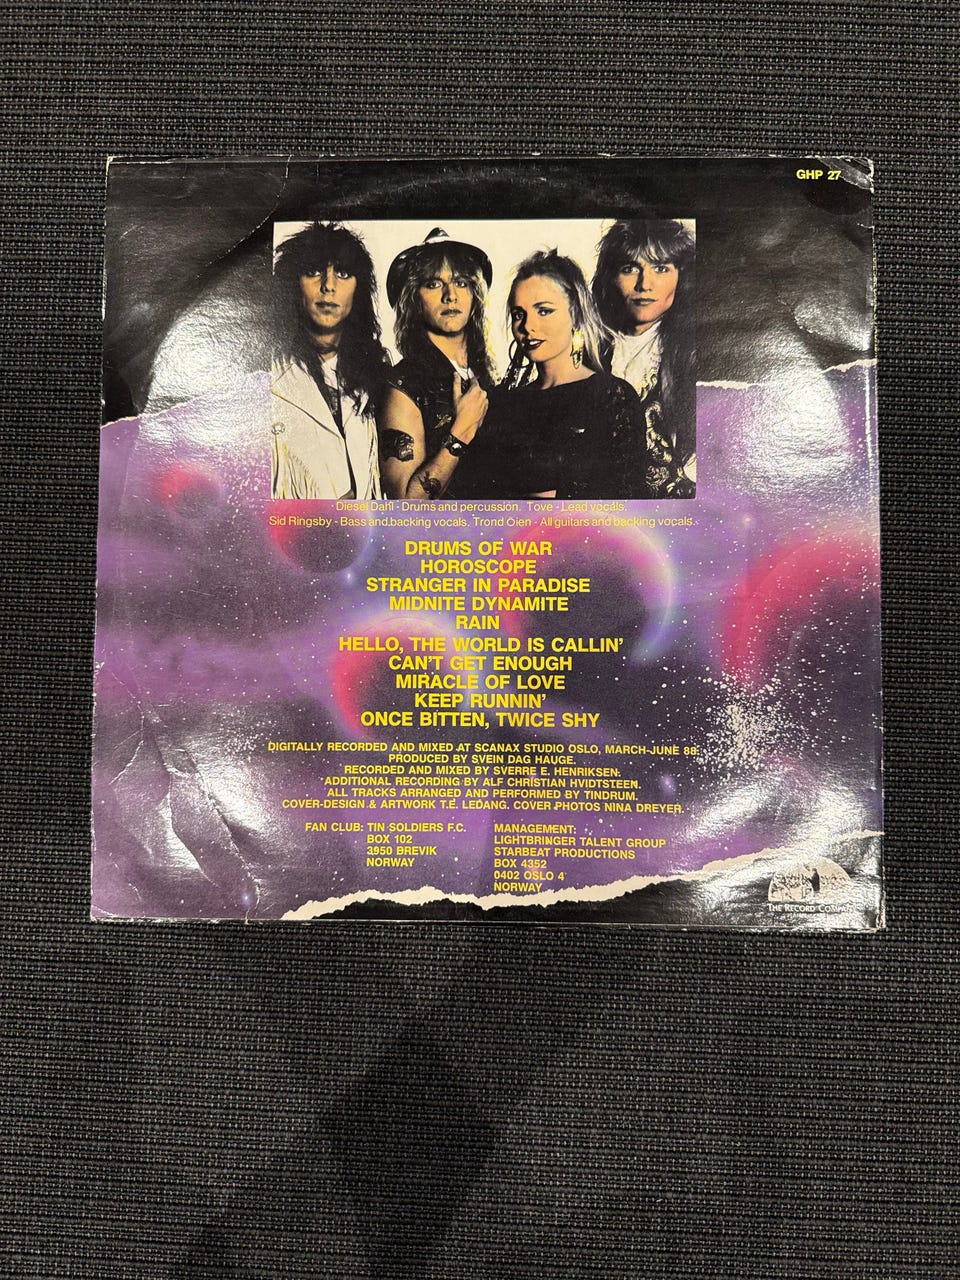 GHP 27
Diesel Dahl - Drums and percussion. Tove - Lead vocals.
Sid Ringsby - Bass and backing vocals. Trond Oien - All guitars and backing vocals.
DRUMS OF WAR
HOROSCOPE
STRANGER IN PARADISE
MIDNITE DYNAMITE
RAIN
HELLO, THE WORLD IS CALLIN'
CAN'T GET ENOUGH
MIRACLE OF LOVE
KEEP RUNNIN'
ONCE BITTEN, TWICE SHY
DIGITALLY RECORDED AND MIXED AT SCANAX STUDIO OSLO, MARCH-JUNE 88.
PRODUCED BY SVEIN DAG HAUGE.
RECORDED AND MIXED BY SVERRE E. HENRIKSEN.
ADDITIONAL RECORDING BY ALF CHRISTIAN HVIDTSTEEN.
ALL TRACKS ARRANGED AND PERFORMED BY TINDRUM.
COVER-DESIGN & ARTWORK T.E. LEDANG. COVER PHOTOS NINA DREYER.
FAN CLUB: TIN SOLDIERS F.C.
BOX 102
3950 BREVIK
NORWAY
MANAGEMENT:
LIGHTBRINGER TALENT GROUP
STARBEAT PRODUCTIONS
BOX 4352
0402 OSLO 4
NORWAY
THE RECORD COMPANY